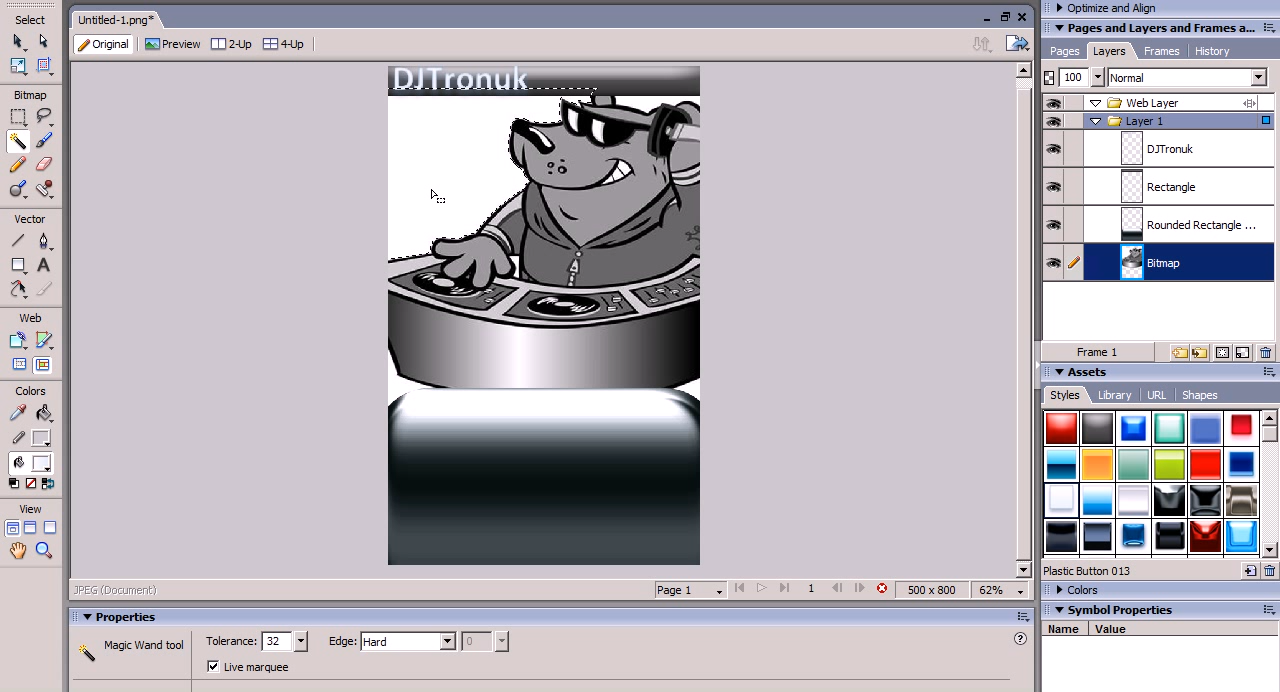 Select
Bitmap
Vector
Web
Colors
View
Untitled-1.png*
Original
Preview
2-Up
4-Up
DJTronuk
JPEG (Document)
Page 1
1
500 x 800
62%
Properties
Magic Wand tool
Tolerance: 32
Edge: Hard
0
Live marquee
Optimize and Align
Pages and Layers and Frames a...
Pages
Layers
Frames
History
100
Normal
Web Layer
Layer 1
DJTronuk
Rectangle
Rounded Rectangle ...
Bitmap
Frame 1
Assets
Styles
Library
URL
Shapes
Plastic Button 013
Colors
Symbol Properties
Name
Value